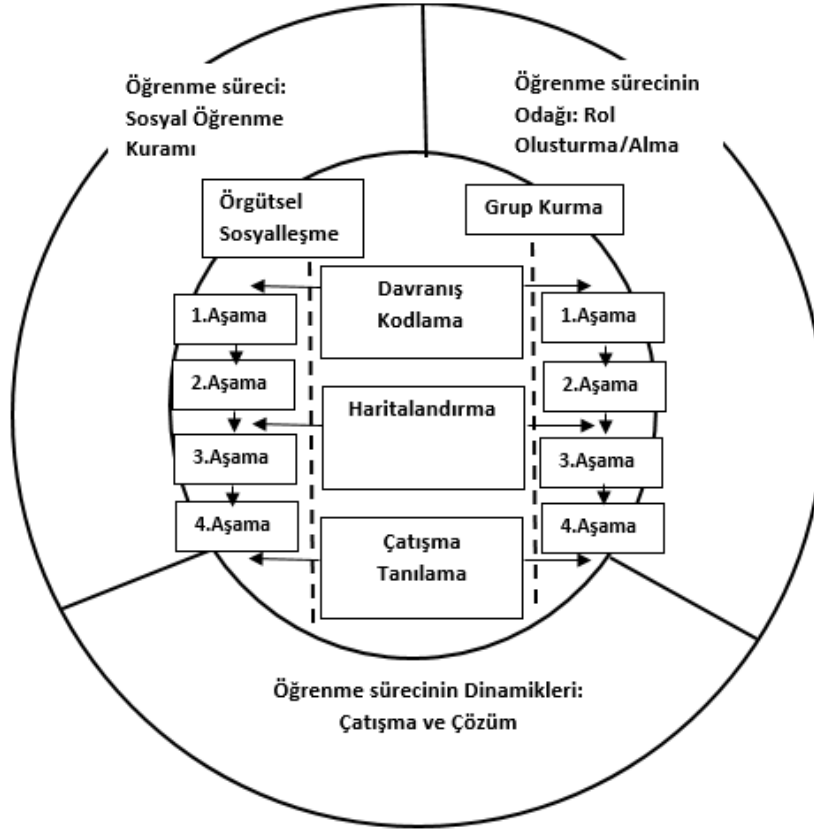 Öğrenme süreci:
Sosyal Öğrenme
Kuramı
Öğrenme sürecinin
Odağı: Rol
Olusturma/Alma
Örgütsel
Sosyalleşme
Grup Kurma
Davranış
Kodlama
1.Aşama
1.Aşama
2.Aşama
2.Aşama
Haritalandırma
3.Aşama
3.Aşama
4.Aşama
4.Aşama
Çatışma
Tanılama
Öğrenme sürecinin Dinamikleri:
Çatışma ve Çözüm